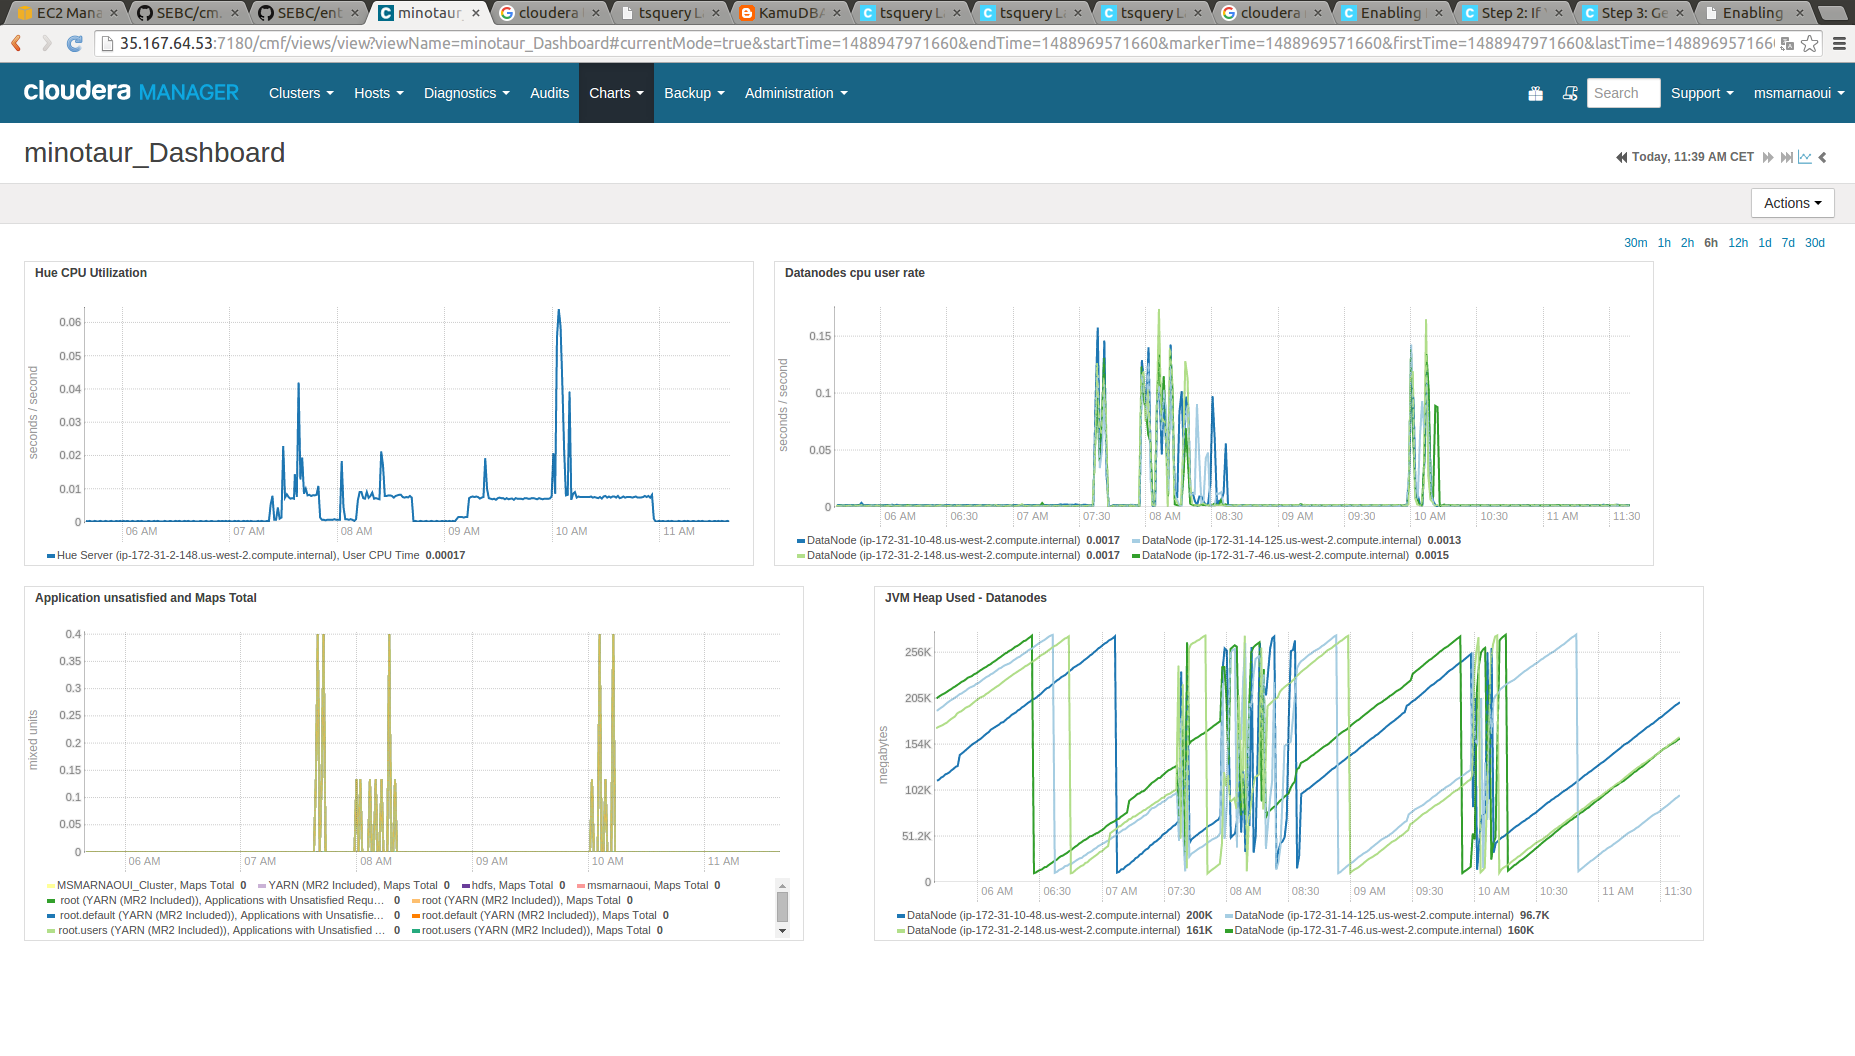 EC2 Mana
SEBC/cm.
SEBC/ent
minotaur_
cloudera
tsquery L
KamuDBA
tsquery La
tsquery La
tsquery La
cloudera
Enabling
Step 2: If Y
Step 3: Ge
Enabling
35.167.64.53:7180/cmf/views/view?viewName=minotaur_Dashboard#currentMode=true&startTime=1488947971660&endTime=1488969571660&markerTime=1488969571660&firstTime=1488947971660&lastTime=1488969571660
cloudera MANAGER
Clusters
Hosts
Diagnostics
Audits
Charts
Backup
Administration
Search
Support
msmarnaoui
minotaur_Dashboard
Today, 11:39 AM CET
Actions
30m 1h 2h 6h 12h 1d 7d 30d
Hue CPU Utilization
seconds / second
0.06
0.05
0.04
0.03
0.02
0.01
0
06 AM 07 AM 08 AM 09 AM 10 AM 11 AM
Hue Server (ip-172-31-2-148.us-west-2.compute.internal), User CPU Time 0.00017
Datanodes cpu user rate
seconds / second
0.15
0.1
0.05
0
06 AM 06:30 07 AM 07:30 08 AM 08:30 09 AM 09:30 10 AM 10:30 11 AM 11:30
DataNode (ip-172-31-10-48.us-west-2.compute.internal) 0.0017 DataNode (ip-172-31-14-125.us-west-2.compute.internal) 0.0013
DataNode (ip-172-31-2-148.us-west-2.compute.internal) 0.0017 DataNode (ip-172-31-7-46.us-west-2.compute.internal) 0.0015
Application unsatisfied and Maps Total
mixed units
0.4
0.35
0.3
0.25
0.2
0.15
0.1
0.05
0
06 AM 07 AM 08 AM 09 AM 10 AM 11 AM
MSMARNAOUI_Cluster, Maps Total 0 YARN (MR2 Included), Maps Total 0 hdfs, Maps Total 0 msmarnaoui, Maps Total 0
root (YARN (MR2 Included)), Applications with Unsatisfied Requ... 0 root (YARN (MR2 Included)), Maps Total 0
root.default (YARN (MR2 Included)), Applications with Unsatisfie... 0 root.default (YARN (MR2 Included)), Maps Total 0
root.users (YARN (MR2 Included)), Applications with Unsatisfied ... 0 root.users (YARN (MR2 Included)), Maps Total 0
JVM Heap Used - Datanodes
megabytes
256K
205K
154K
102K
51.2K
0
06 AM 06:30 07 AM 07:30 08 AM 08:30 09 AM 09:30 10 AM 10:30 11 AM 11:30
DataNode (ip-172-31-10-48.us-west-2.compute.internal) 200K DataNode (ip-172-31-14-125.us-west-2.compute.internal) 96.7K
DataNode (ip-172-31-2-148.us-west-2.compute.internal) 161K DataNode (ip-172-31-7-46.us-west-2.compute.internal) 160K